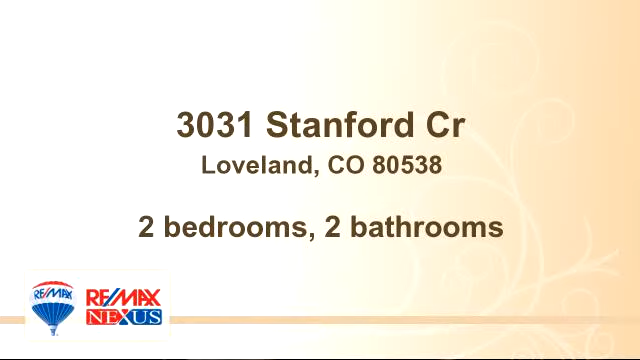 3031 Stanford Cr
Loveland, CO 80538
2 bedrooms, 2 bathrooms
RE/MAX
RE/MAX
NEXUS